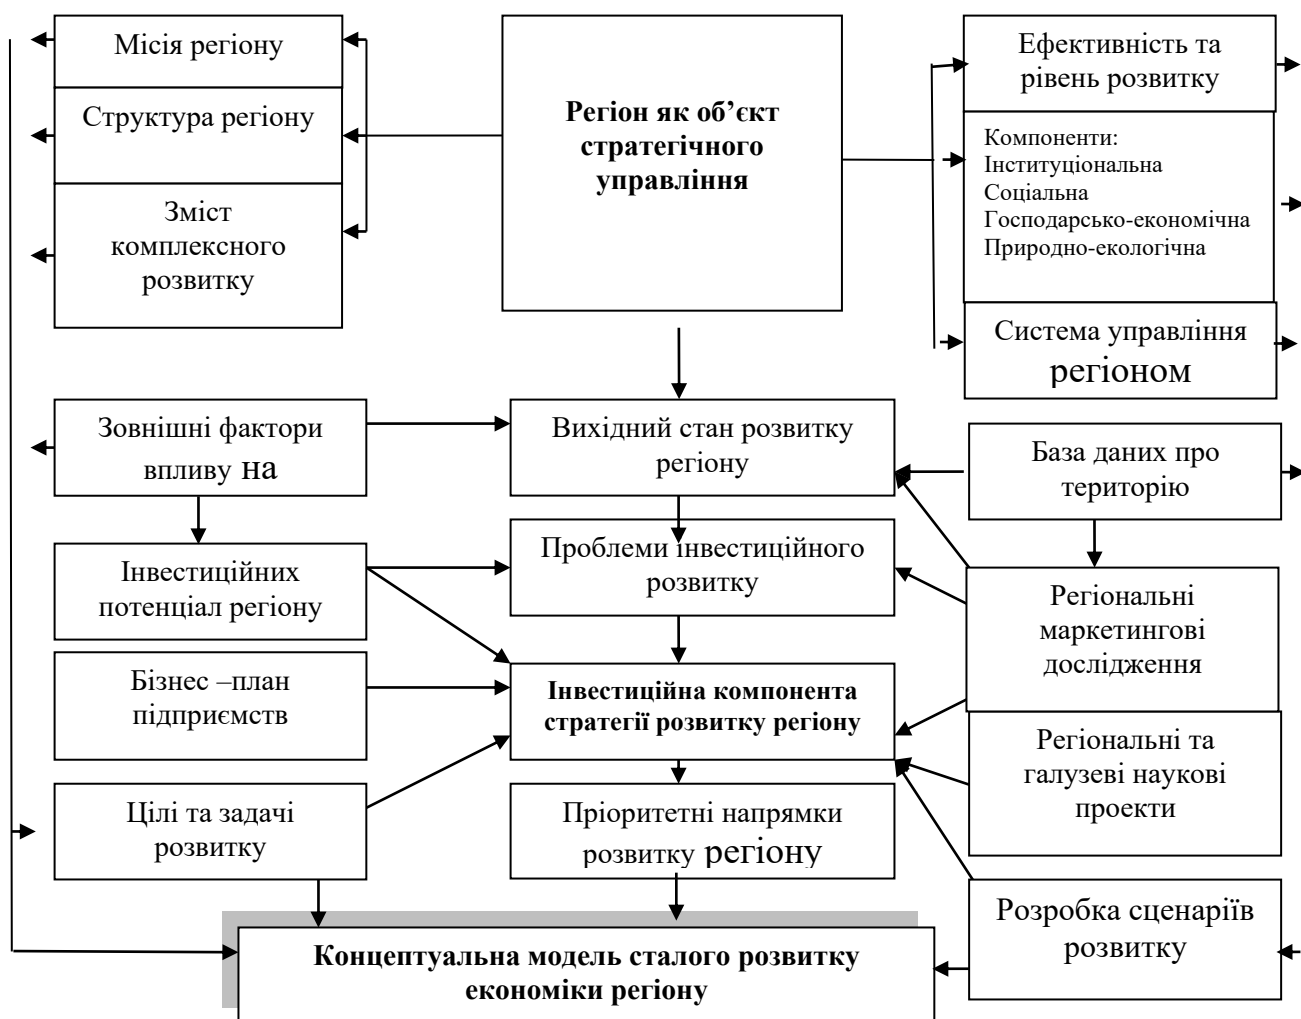 Місія регіону
Структура регіону
Зміст
комплексного
розвитку
Регіон як об’єкт
стратегічного
управління
Ефективність та
рівень розвитку
Компоненти:
Інституціональна
Соціальна
Господарсько-економічна
Природно-екологічна
Система управління
регіоном
Зовнішні фактори
впливу на
Вихідний стан розвитку
регіону
База даних про
територію
Інвестиційних
потенціал регіону
Проблеми інвестиційного
розвитку
Регіональні
маркетингові
дослідження
Бізнес –план
підприємств
Інвестиційна компонента
стратегії розвитку регіону
Регіональні та
галузеві наукові
проекти
Цілі та задачі
розвитку
Пріоритетні напрямки
розвитку регіону
Розробка сценаріїв
розвитку
Концептуальна модель сталого розвитку
економіки регіону